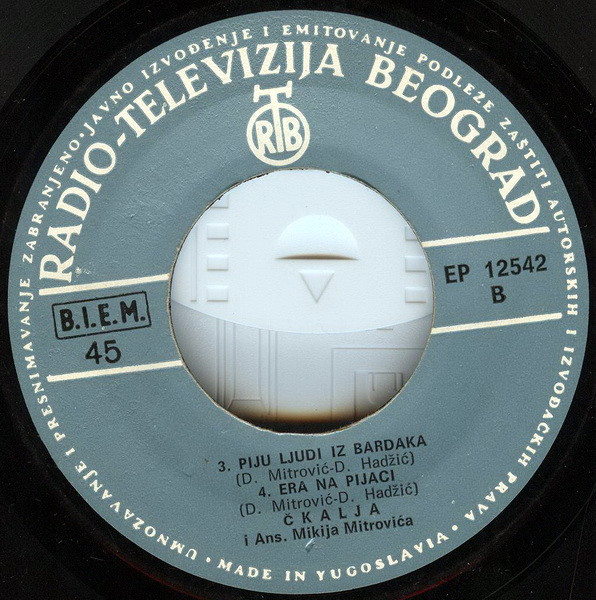 UMNOŽAVANJE I PRESNIMAVANJE ZABRANJENO · JAVNO IZVOĐENJE I EMITOVANJE PODLEŽE ZAŠTITI AUTORSKIH I IZVOĐAČKIH PRAVA · MADE IN YUGOSLAVIA ·
RADIO-TELEVIZIJA BEOGRAD
RTB
B.I.E.M.
45
EP 12542
B
3. PIJU LJUDI IZ BARDAKA
(D. Mitrović-D. Hadžić)
4. ERA NA PIJACI
(D. Mitrović-D. Hadžić)
ČKALJA
i Ans. Mikija Mitrovića